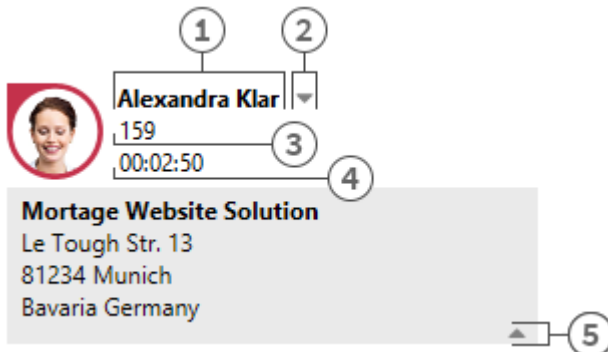 1 2
Alexandra Klar
159
3
00:02:50
4
Mortage Website Solution
Le Tough Str. 13
81234 Munich
Bavaria Germany
5